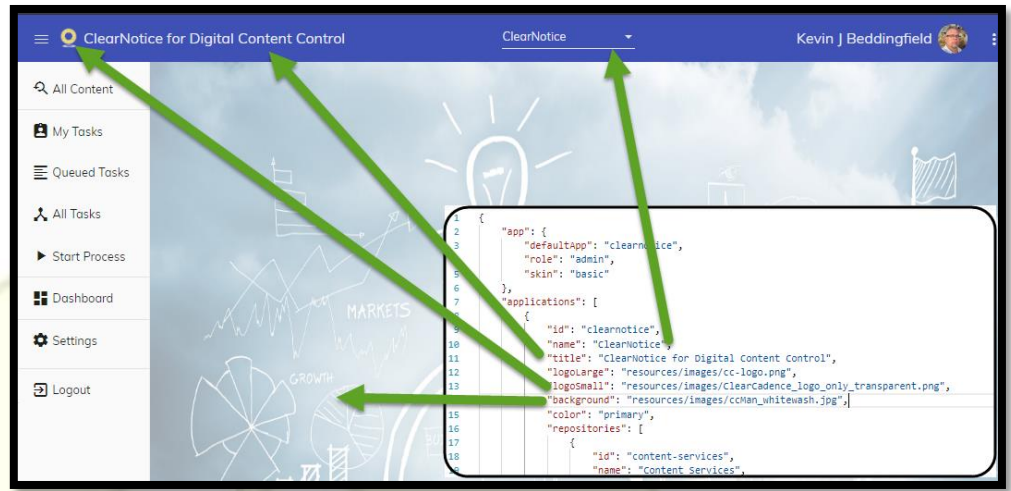 ClearNotice for Digital Content Control
ClearNotice
Kevin J Beddingfield
All Content
My Tasks
Queued Tasks
All Tasks
Start Process
Dashboard
Settings
Logout
MARKETS
GROWTH
1 {
2 "app": {
3 "defaultApp": "clearnotice",
4 "role": "admin",
5 "skin": "basic"
6 },
7 "applications": [
8 {
9 "id": "clearnotice",
10 "name": "ClearNotice",
11 "title": "ClearNotice for Digital Content Control",
12 "logoLarge": "resources/images/cc-logo.png",
13 "logoSmall": "resources/images/ClearCadence_logo_only_transparent.png",
"background": "resources/images/ccMan_whitewash.jpg",
15 "color": "primary",
16 "repositories": [
17 {
18 "id": "content-services",
19 "name": "Content Services",